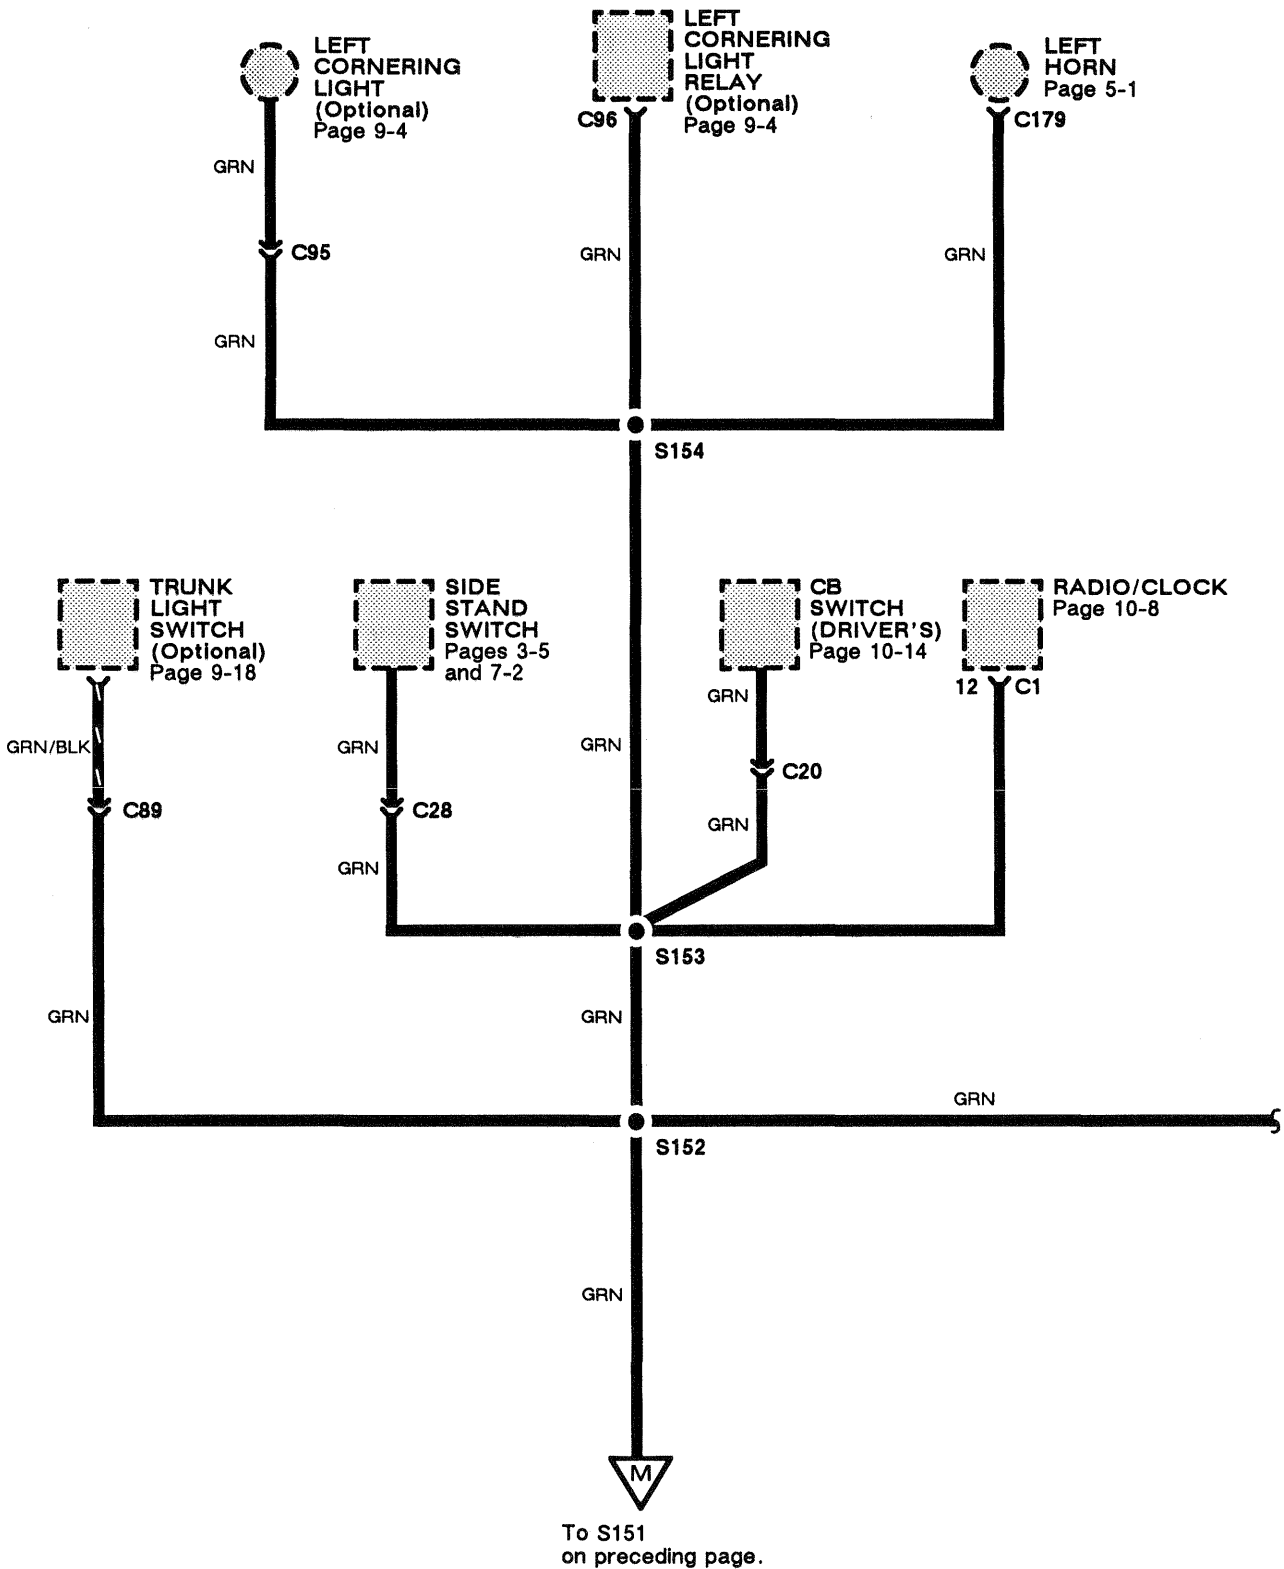 LEFT
CORNERING
LIGHT
(Optional)
Page 9-4
LEFT
CORNERING
LIGHT
RELAY
(Optional)
Page 9-4
LEFT
HORN
Page 5-1
C96
C179
GRN
C95
GRN
GRN
GRN
S154
TRUNK
LIGHT
SWITCH
(Optional)
Page 9-18
SIDE
STAND
SWITCH
Pages 3-5
and 7-2
CB
SWITCH
(DRIVER'S)
Page 10-14
RADIO/CLOCK
Page 10-8
12 C1
GRN
GRN/BLK
GRN
GRN
C20
C89
C28
GRN
GRN
S153
GRN
GRN
GRN
S152
GRN
M
To S151
on preceding page.